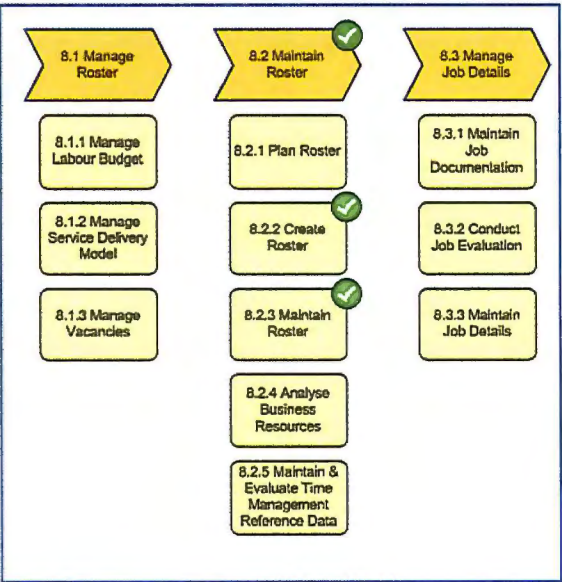 8.1 Manage
Roster
8.1.1 Manage
Labour Budget
8.1.2 Manage
Service Delivery
Model
8.1.3 Manage
Vacancies
8.2 Maintain
Roster
8.2.1 Plan Roster
8.2.2 Create
Roster
8.2.3 Maintain
Roster
8.2.4 Analyse
Business
Resources
8.2.5 Maintain &
Evaluate Time
Management
Reference Data
8.3 Manage
Job Details
8.3.1 Maintain
Job
Documentation
8.3.2 Conduct
Job Evaluation
8.3.3 Maintain
Job Details